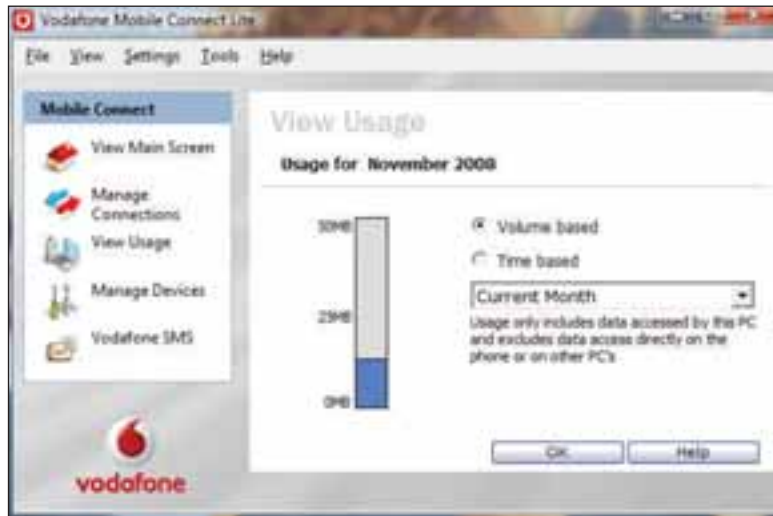 Vodafone Mobile Connect Lite
File View Settings Tools Help
Mobile Connect
View Main Screen
Manage
Connections
View Usage
Manage Devices
Vodafone SMS
vodafone
View Usage
Usage for November 2008
50MB
25MB
0MB
Volume based
Time based
Current Month
Usage only includes data accessed by this PC
and excludes data access directly on the
phone or on other PC's
OK Help